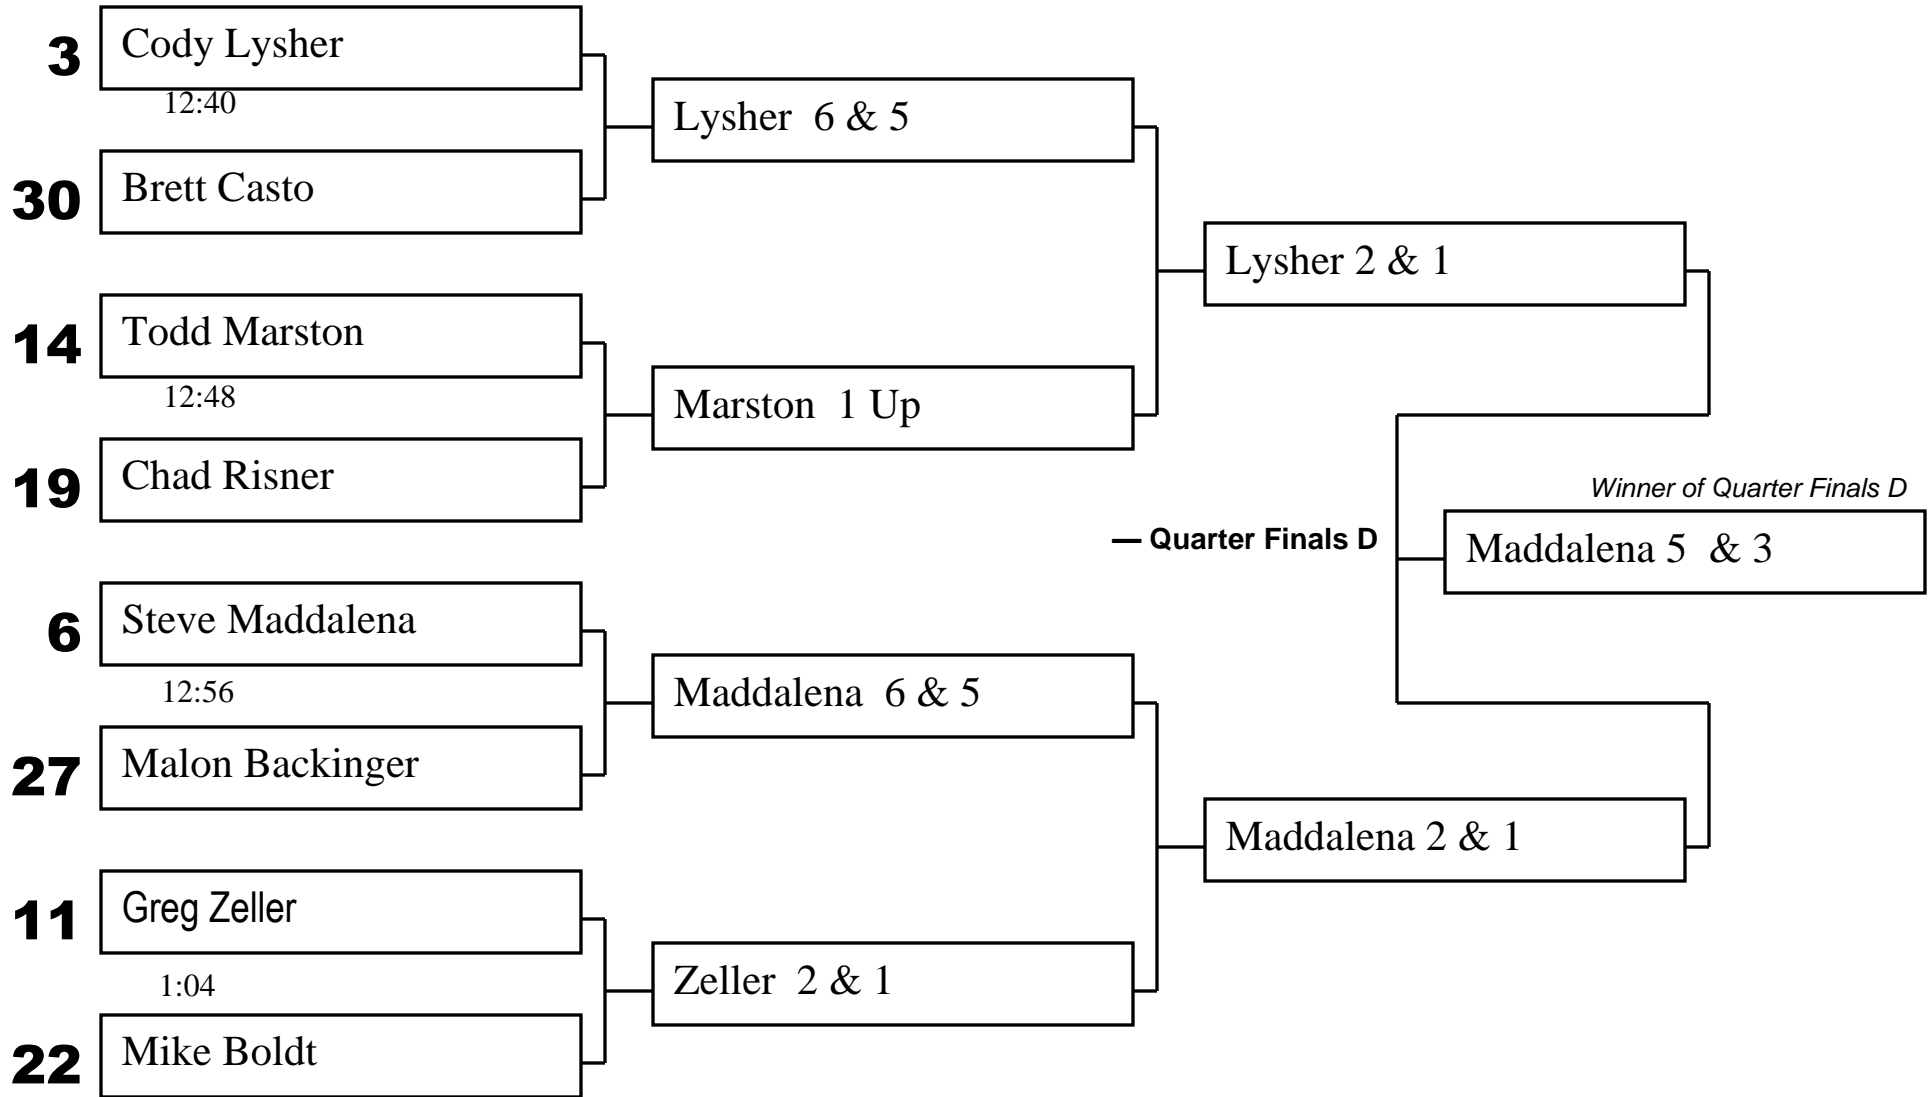 3 Cody Lysher
12:40
Lysher 6 & 5
30 Brett Casto
Lysher 2 & 1
14 Todd Marston
12:48
Marston 1 Up
19 Chad Risner
Winner of Quarter Finals D
— Quarter Finals D
Maddalena 5 & 3
6 Steve Maddalena
12:56
Maddalena 6 & 5
27 Malon Backinger
Maddalena 2 & 1
11 Greg Zeller
1:04
Zeller 2 & 1
22 Mike Boldt